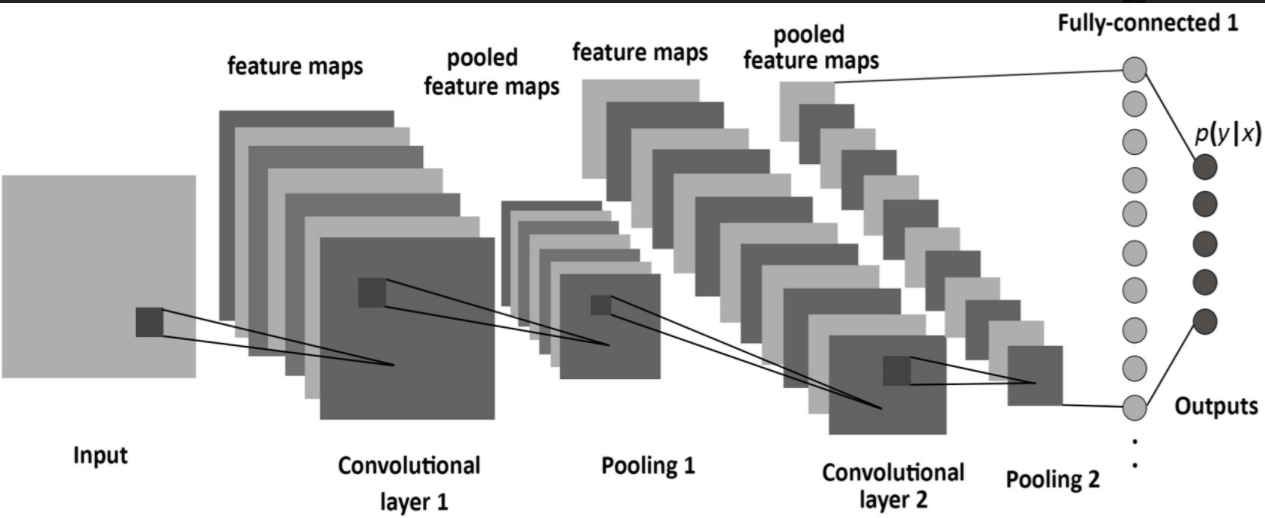 Fully-connected 1
feature maps
pooled
feature maps
feature maps
pooled
feature maps
p(y|x)
Input
Convolutional
layer 1
Pooling 1
Convolutional
layer 2
Pooling 2
Outputs